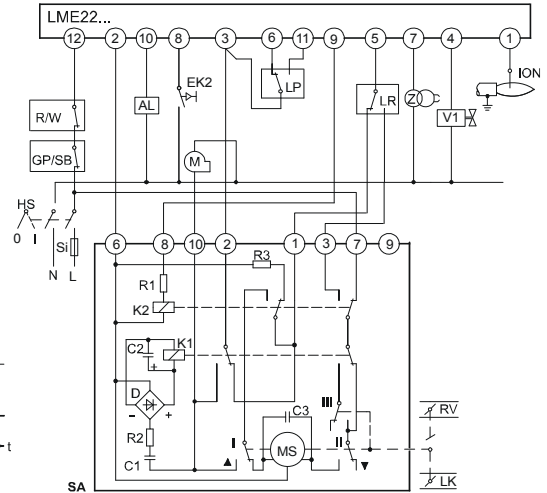 LME22...
12 2 10 8 3 6 11 9 5 7 4 1
ION
EK2
LP
AL
LR
Z
V1
R/W
M
GP/SB
HS
0 I
Si
N L
6 8 10 2 1 3 7 9
R3
R1
K2
K1
C2
+
D
- +
III
C3
RV
R2
I
MS
II
t
C1
LK
SA